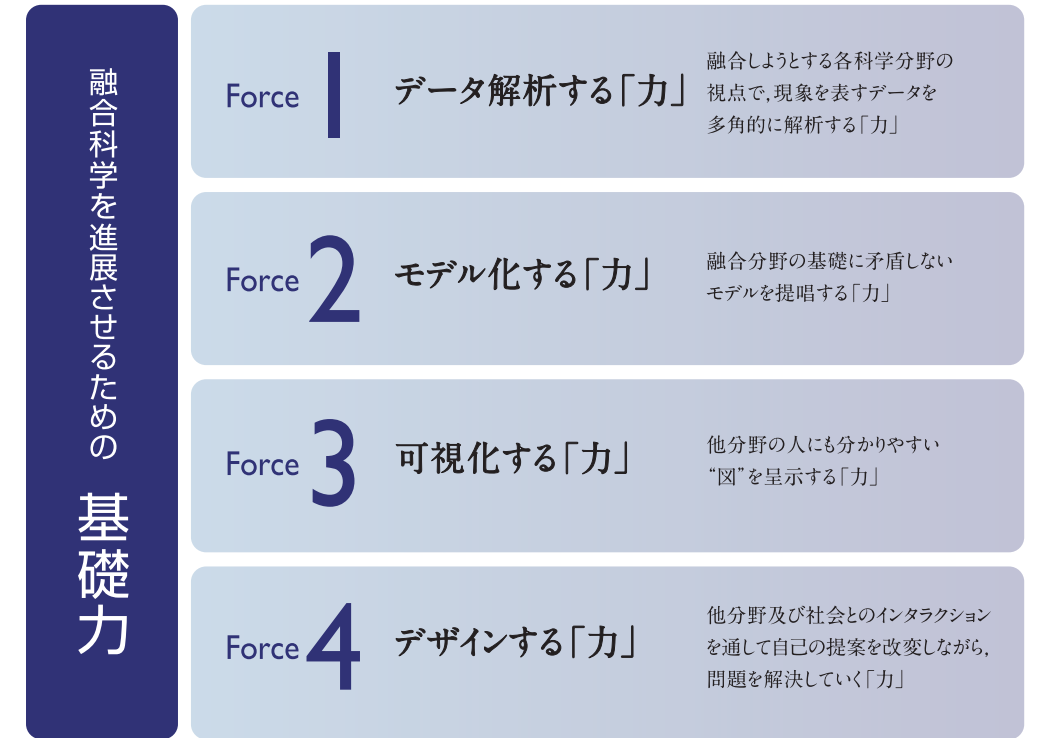 融合科学を進展させるための 基礎力
Force 1
データ解析する「力」
融合しようとする各科学分野の
視点で,現象を表すデータを
多角的に解析する「力」
Force 2
モデル化する「力」
融合分野の基礎に矛盾しない
モデルを提唱する「力」
Force 3
可視化する「力」
他分野の人にも分かりやすい
“図”を呈示する「力」
Force 4
デザインする「力」
他分野及び社会とのインタラクション
を通して自己の提案を改変しながら,
問題を解決していく「力」